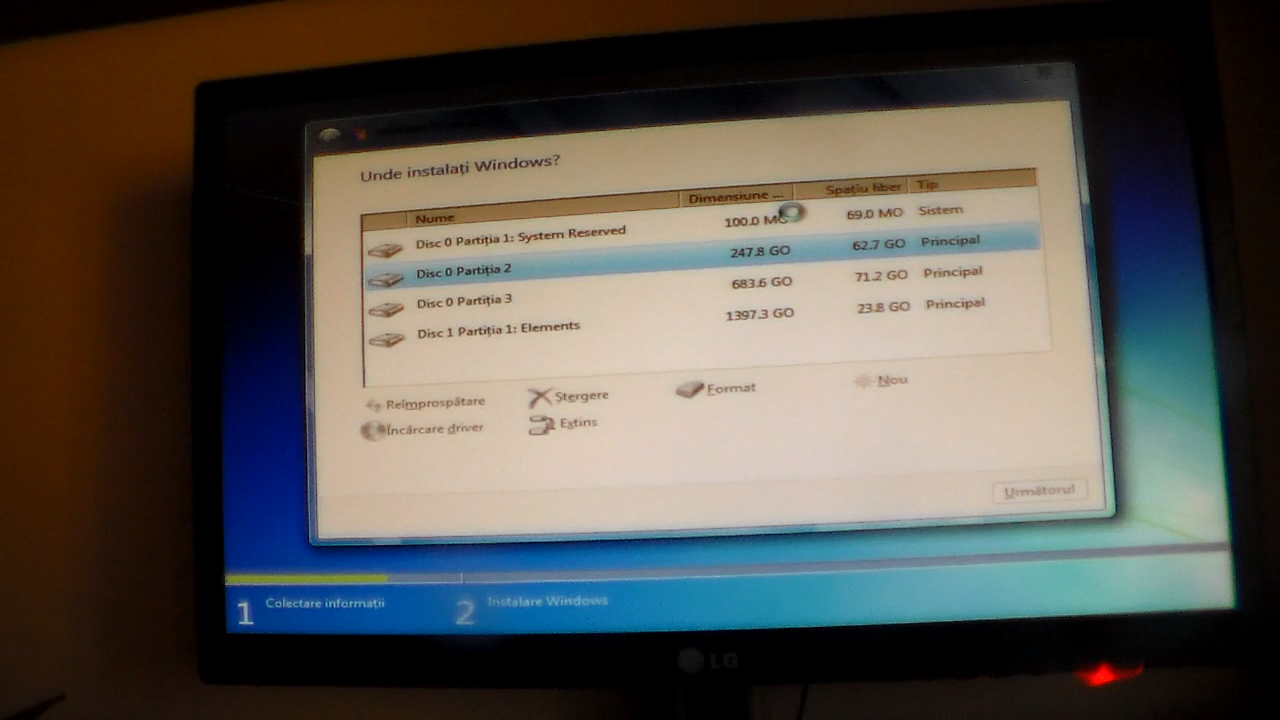 Unde instalați Windows?
Nume Dimensiune ... Spațiu liber Tip
Disc 0 Partiția 1: System Reserved 100.0 MO 69.0 MO Sistem
Disc 0 Partiția 2 247.8 GO 62.7 GO Principal
Disc 0 Partiția 3 683.6 GO 71.2 GO Principal
Disc 1 Partiția 1: Elements 1397.3 GO 23.8 GO Principal
Reîmprospătare Ștergere Format Nou
Încărcare driver Extins
Următorul
1 Colectare informații 2 Instalare Windows
LG